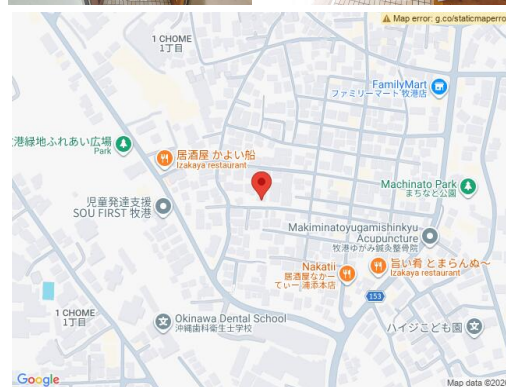 Map error: g.co/staticmaperro
1 CHOME
1丁目
FamilyMart
ファミリーマート 牧港店
港緑地ふれあい広場
Park
居酒屋 かよい船
Izakaya restaurant
Machinato Park
まちなと公園
児童発達支援
SOU FIRST 牧港
Makiminatoyugamishinkyu
Acupuncture
牧港ゆがみ鍼灸整骨院
Nakatii
居酒屋なかー
てぃー 浦添本店
旨い肴 とまらんぬ〜
Izakaya restaurant
153
1 CHOME
1丁目
Okinawa Dental School
沖縄歯科衛生士学校
ハイジこども園
Google
Map data ©2026